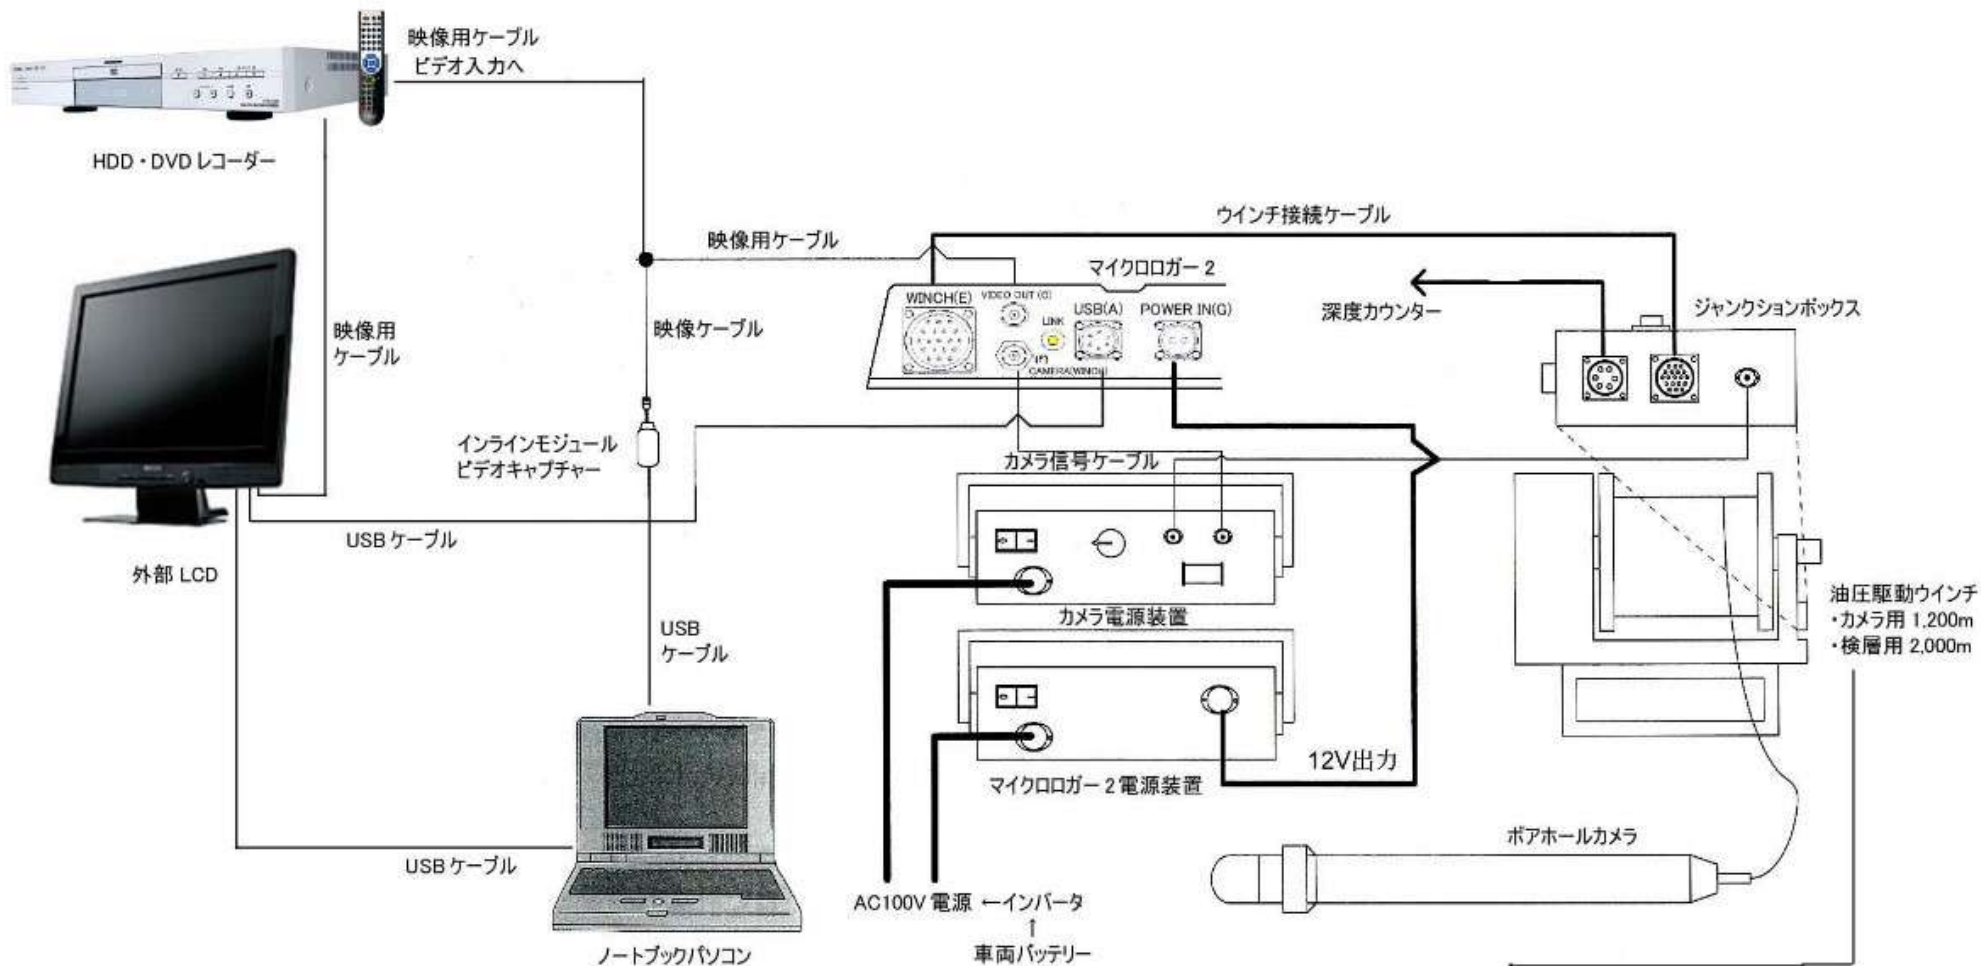 映像用ケーブル
ビデオ入力へ
HDD・DVDレコーダー
映像用
ケーブル
外部 LCD
映像用ケーブル
映像ケーブル
インラインモジュール
ビデオキャプチャー
USBケーブル
USB
ケーブル
USBケーブル
ノートブックパソコン
ウインチ接続ケーブル
マイクロロガー2
WINCH(E)
VIDEO OUT (D)
LINK
USB(A)
POWER IN(G)
(F)
CAMERA(WINCH)
深度カウンター
ジャンクションボックス
カメラ信号ケーブル
カメラ電源装置
マイクロロガー2電源装置
12V出力
AC100V 電源 ←インバータ
↑
車両バッテリー
油圧駆動ウインチ
・カメラ用 1,200m
・検層用 2,000m
ボアホールカメラ